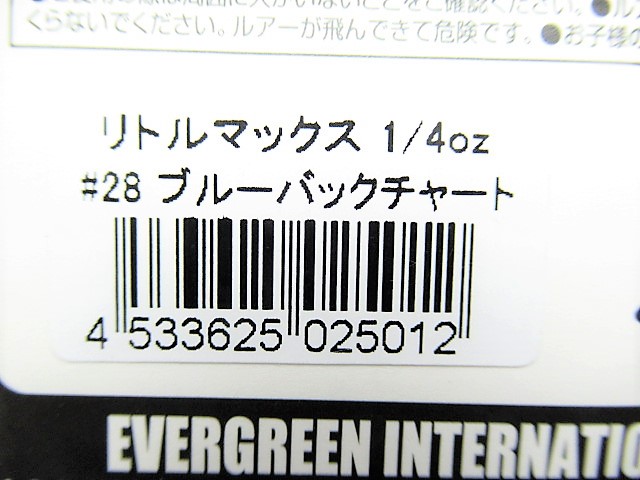 くらないでください。ルアーが飛んできて危険です。●お子様の
リトルマックス 1/4oz
#28 ブルーバックチャート
4 533625 025012
EVERGREEN INTERNATIO